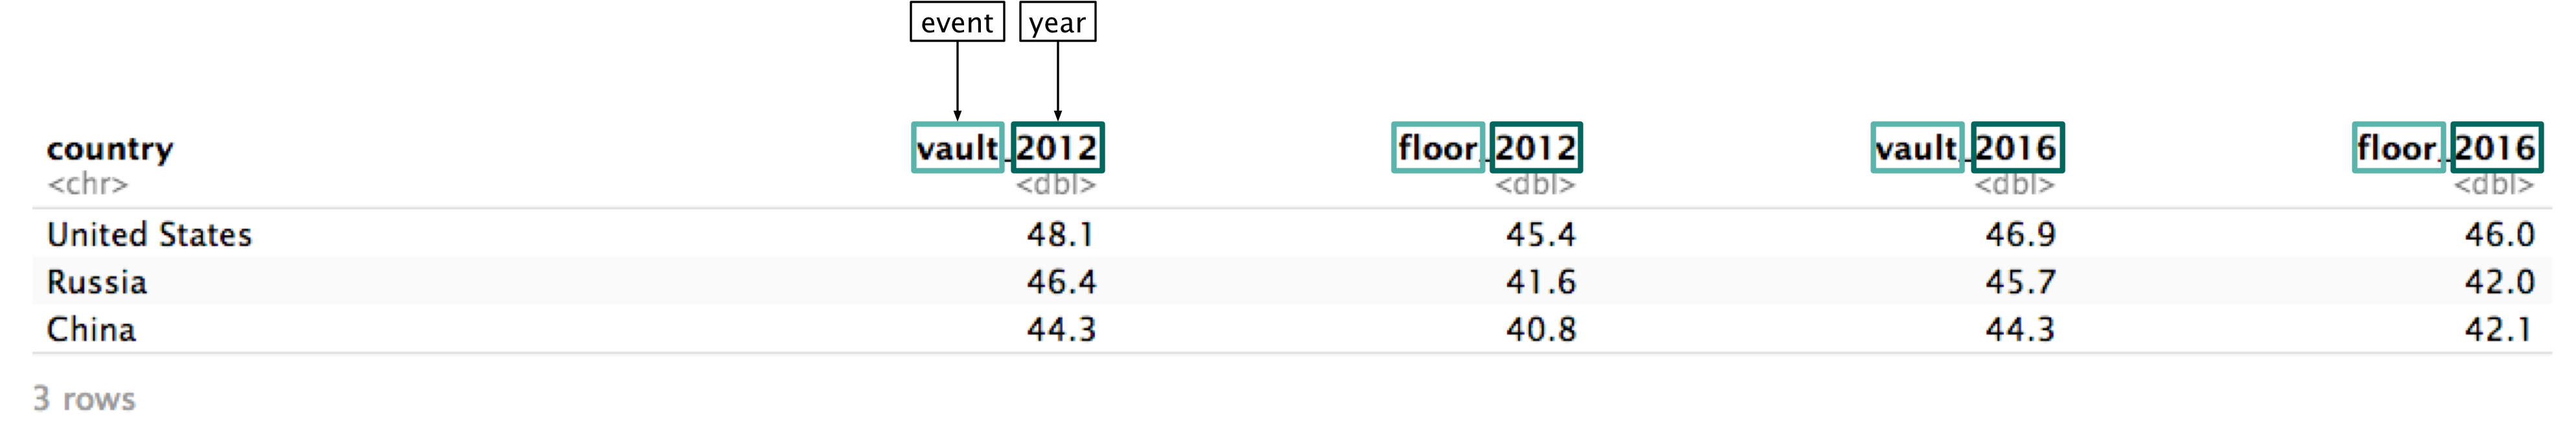 event year
country vault_2012 floor_2012 vault_2016 floor_2016
<chr> <dbl> <dbl> <dbl> <dbl>
United States 48.1 45.4 46.9 46.0
Russia 46.4 41.6 45.7 42.0
China 44.3 40.8 44.3 42.1
3 rows